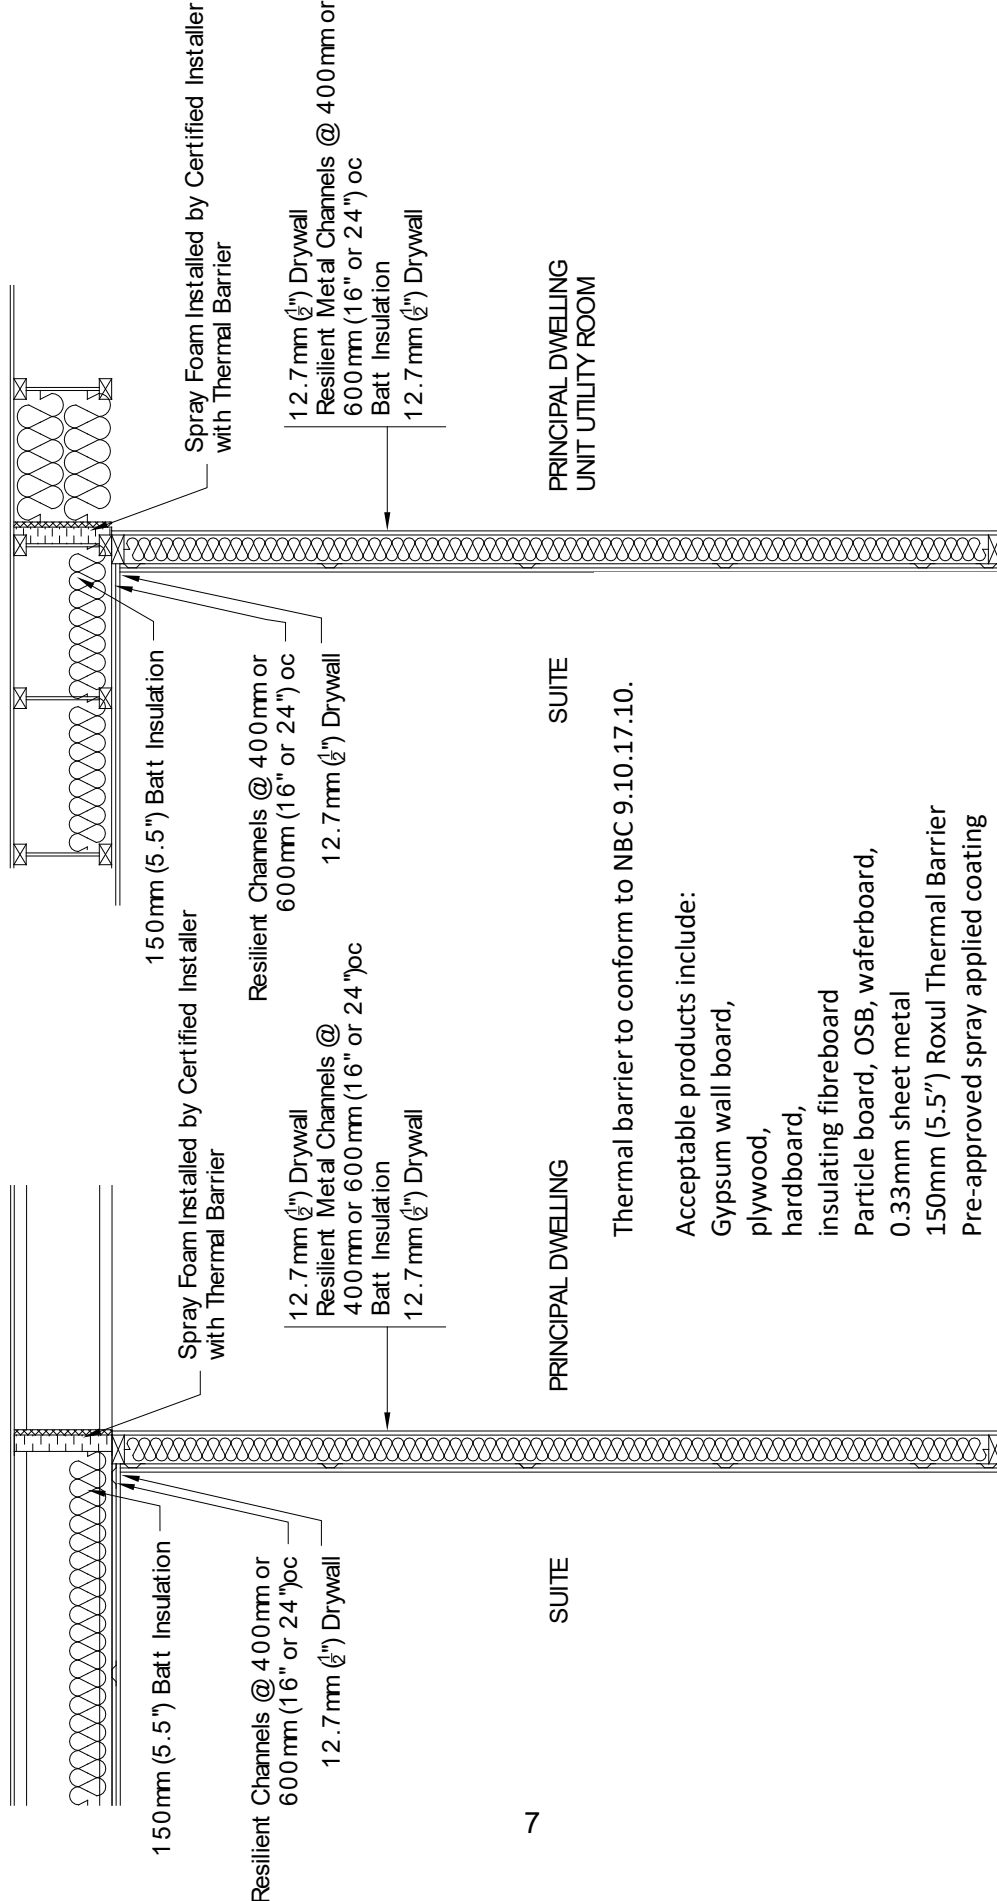 150mm (5.5") Batt Insulation
Resilient Channels @ 400mm or
600mm (16" or 24")oc
12.7mm (½") Drywall
Spray Foam Installed by Certified Installer
with Thermal Barrier
12.7mm (½") Drywall
Resilient Metal Channels @
400mm or 600mm (16" or 24")oc
Batt Insulation
12.7mm (½") Drywall
SUITE
PRINCIPAL DWELLING
150mm (5.5") Batt Insulation
Resilient Channels @ 400mm or
600mm (16" or 24") oc
12.7mm (½") Drywall
Spray Foam Installed by Certified Installer
with Thermal Barrier
12.7mm (½") Drywall
Resilient Metal Channels @ 400mm or
600mm (16" or 24") oc
Batt Insulation
12.7mm (½") Drywall
SUITE
PRINCIPAL DWELLING
UNIT UTILITY ROOM
Thermal barrier to conform to NBC 9.10.17.10.
Acceptable products include:
Gypsum wall board,
plywood,
hardboard,
insulating fibreboard
Particle board, OSB, waferboard,
0.33mm sheet metal
150mm (5.5”) Roxul Thermal Barrier
Pre-approved spray applied coating
7